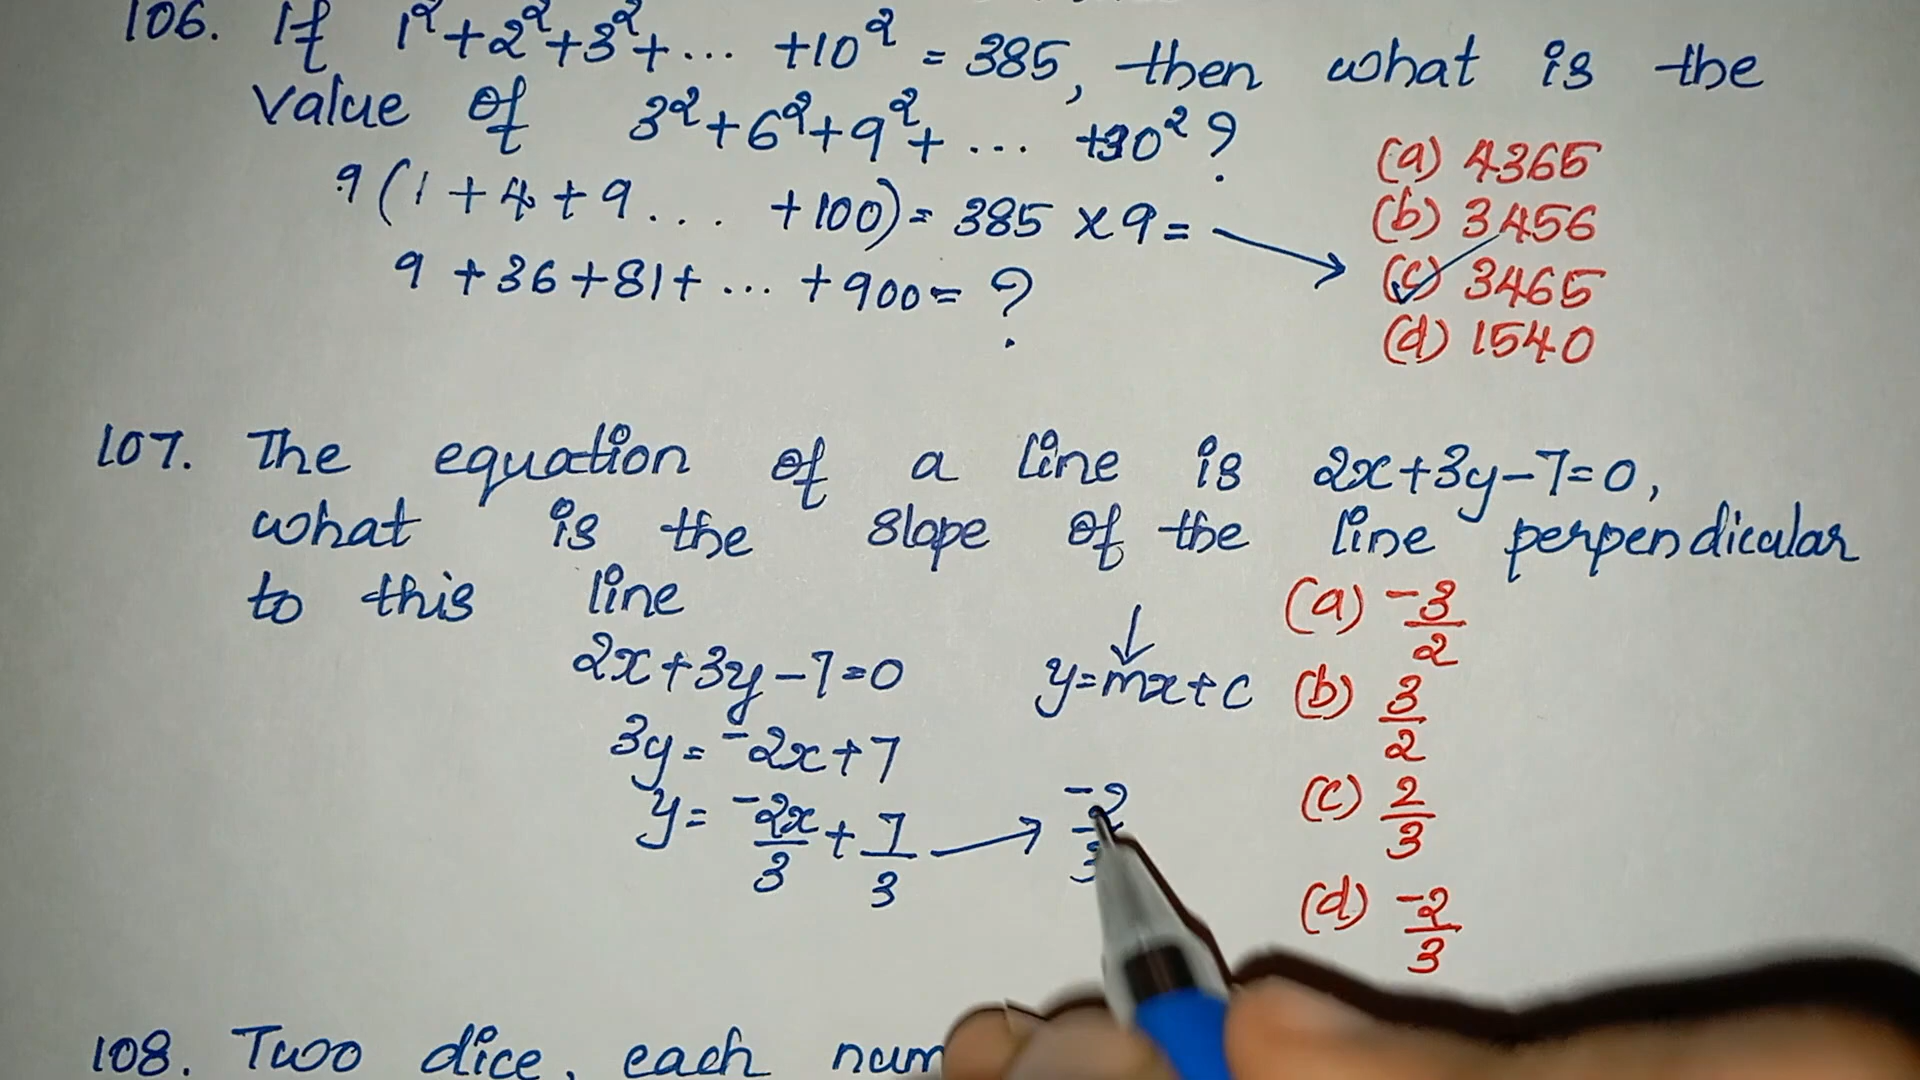 106. If 1²+2²+3²+... +10² = 385, then what is the
value of 3²+6²+9²+ ... +30²?
9(1+4+9... +100)= 385 ×9=
9 +36+81+ ... +900= ?
(a) 4365
(b) 3456
(c) 3465
(d) 1540
107. The equation of a line is 2x+3y-7=0,
what is the slope of the line perpendicular
to this line
2x+3y-7=0
3y= -2x+7
y= -2x/3 + 7/3 → -2/3
y=mx+c
(a) -3/2
(b) 3/2
(c) 2/3
(d) -2/3
108. Two dice, each